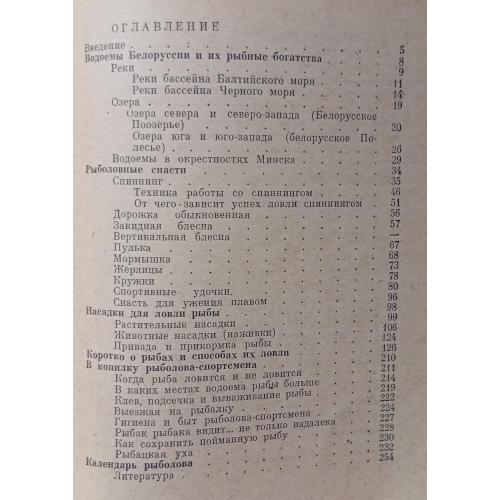 ОГЛАВЛЕНИЕ
Введение 5
Водоемы Белоруссии и их рыбные богатства 8
Реки 9
Реки бассейна Балтийского моря 11
Реки бассейна Черного моря 14
Озера 19
Озера севера и северо-запада (Белорусское
Поозерье) 20
Озера юга и юго-запада (белорусское По-
лесье) 26
Водоемы в окрестностях Минска 29
Рыболовные снасти 34
Спиннинг 35
Техника работы со спиннингом 46
От чего зависит успех ловли спиннингом 51
Дорожка обыкновенная 56
Закидная блесна 57
Вертикальная блесна —
Пулька 67
Мормышка 68
Жерлицы 73
Кружки 78
Спортивные удочки. 80
Снасть для ужения плавом 96
Насадки для ловли рыбы 98
Растительные насадки 99
Животные насадки (наживки) 106
Привада и прикормка рыбы 124
Коротко о рыбах и способах их ловли 126
В копилку рыболова-спортсмена 210
Когда рыба ловится и не ловится 211
В каких местах водоема рыбы больше 214
Клев, подсечка и вываживание рыбы 219
Выезжая на рыбалку 222
Гигиена и быт рыболова-спортсмена 224
Рыбак рыбака видит... не только издалека 227
Как сохранить пойманную рыбу 228
Рыбацкая уха 230
Календарь рыболова 232
Литература 254